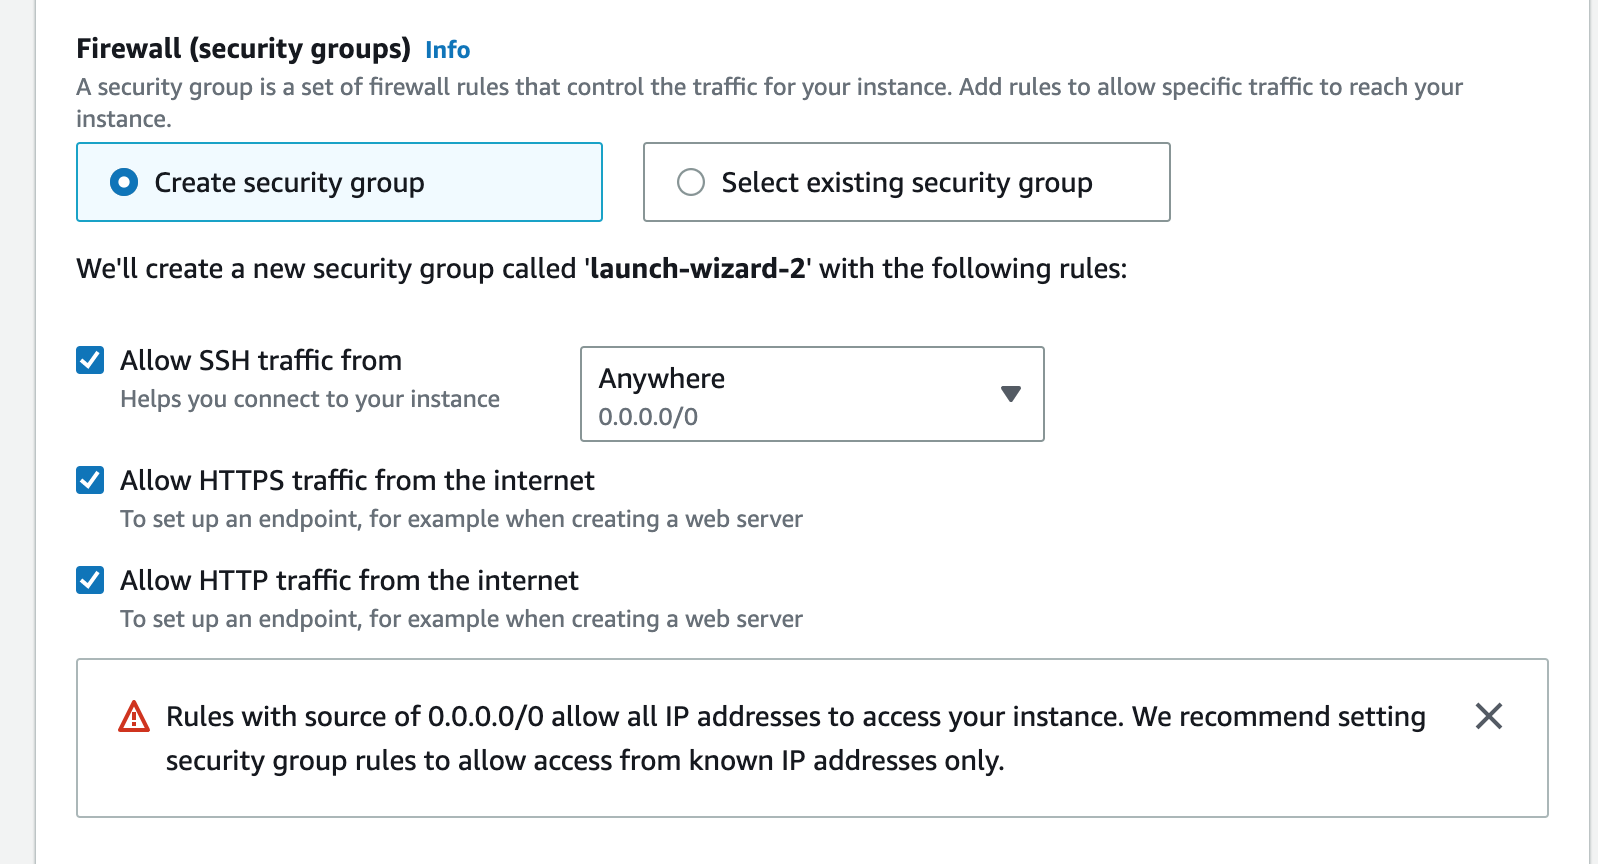 Firewall (security groups) Info
A security group is a set of firewall rules that control the traffic for your instance. Add rules to allow specific traffic to reach your
instance.
Create security group
Select existing security group
We'll create a new security group called 'launch-wizard-2' with the following rules:
Allow SSH traffic from
Helps you connect to your instance
Anywhere
0.0.0.0/0
Allow HTTPS traffic from the internet
To set up an endpoint, for example when creating a web server
Allow HTTP traffic from the internet
To set up an endpoint, for example when creating a web server
Rules with source of 0.0.0.0/0 allow all IP addresses to access your instance. We recommend setting
security group rules to allow access from known IP addresses only.